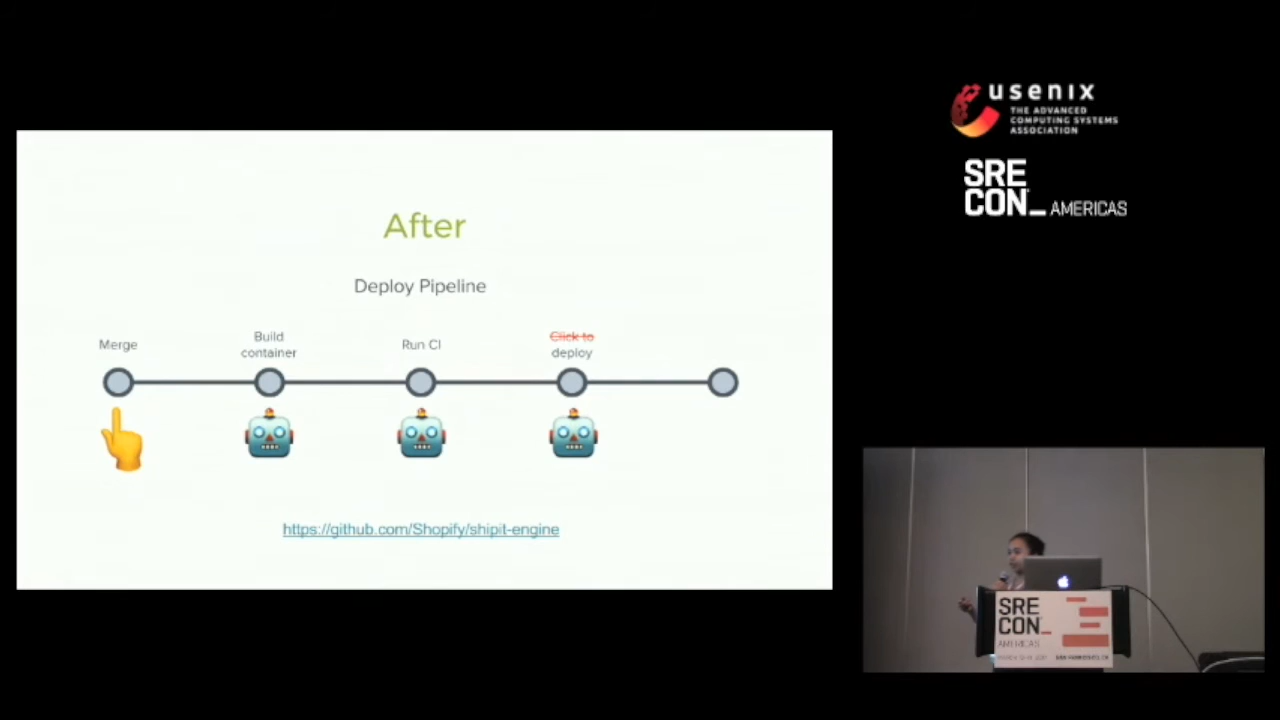 After
Deploy Pipeline
Merge
Build
container
Run CI
Click to
deploy
https://github.com/Shopify/shipit-engine
usenix
THE ADVANCED
COMPUTING SYSTEMS
ASSOCIATION
SRE
CON_ AMERICAS
SRE
CON_
AMERICAS